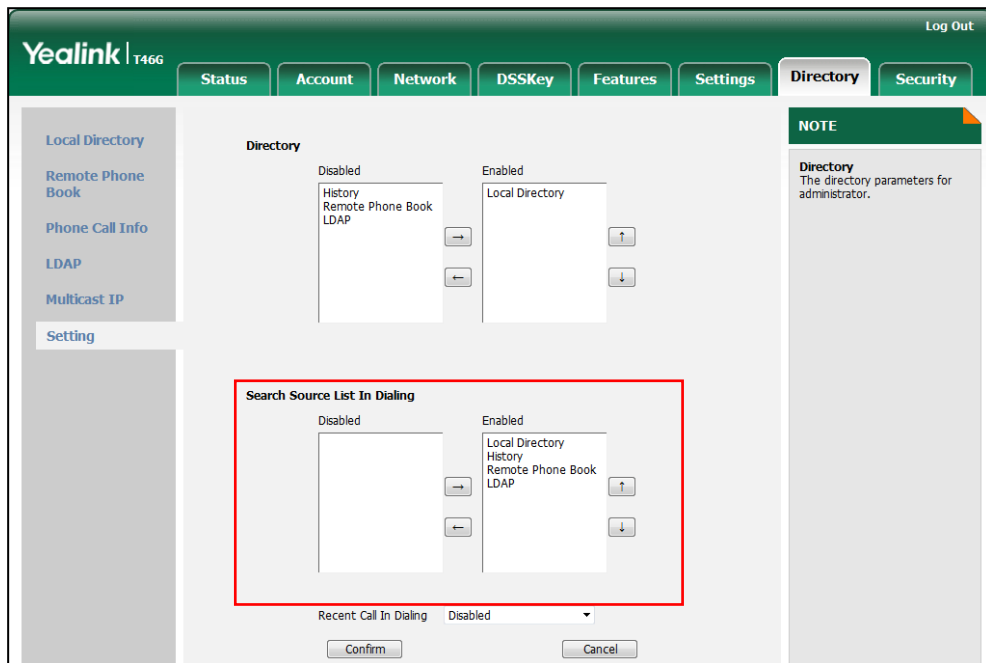 Log Out
Yealink T46G
Status Account Network DSSKey Features Settings Directory Security
Local Directory
Remote Phone
Book
Phone Call Info
LDAP
Multicast IP
Setting
Directory
Disabled Enabled
History
Remote Phone Book
LDAP
Local Directory
→ ↑
← ↓
Search Source List In Dialing
Disabled Enabled
Local Directory
History
Remote Phone Book
LDAP
→ ↑
← ↓
Recent Call In Dialing Disabled
Confirm Cancel
NOTE
Directory
The directory parameters for
administrator.